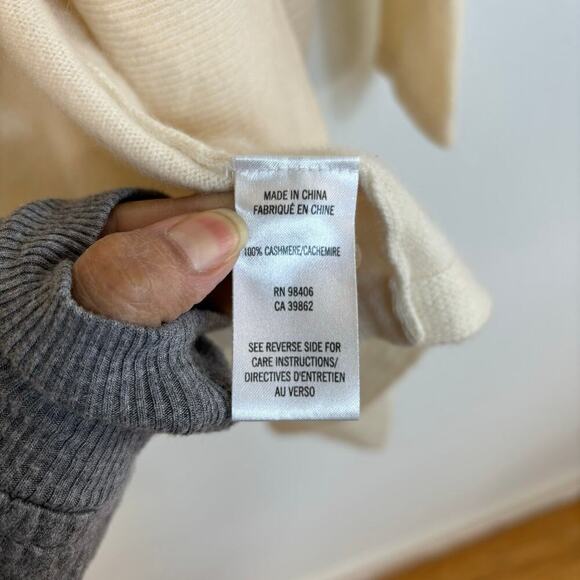 MADE IN CHINA
FABRIQUÉ EN CHINE
100% CASHMERE/CACHEMIRE
RN 98406
CA 39862
SEE REVERSE SIDE FOR
CARE INSTRUCTIONS/
DIRECTIVES D'ENTRETIEN
AU VERSO